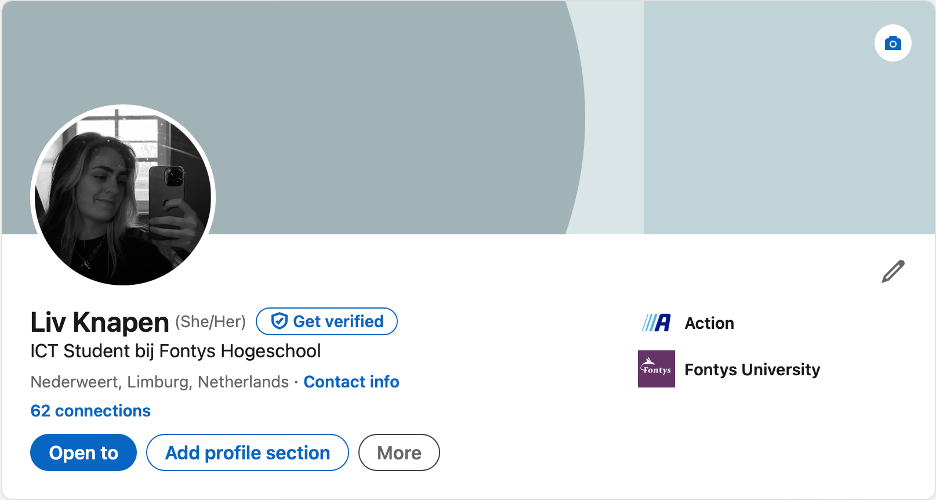 Liv Knapen (She/Her) Get verified
ICT Student bij Fontys Hogeschool
Nederweert, Limburg, Netherlands · Contact info
62 connections
Open to Add profile section More
Action
Fontys Fontys University